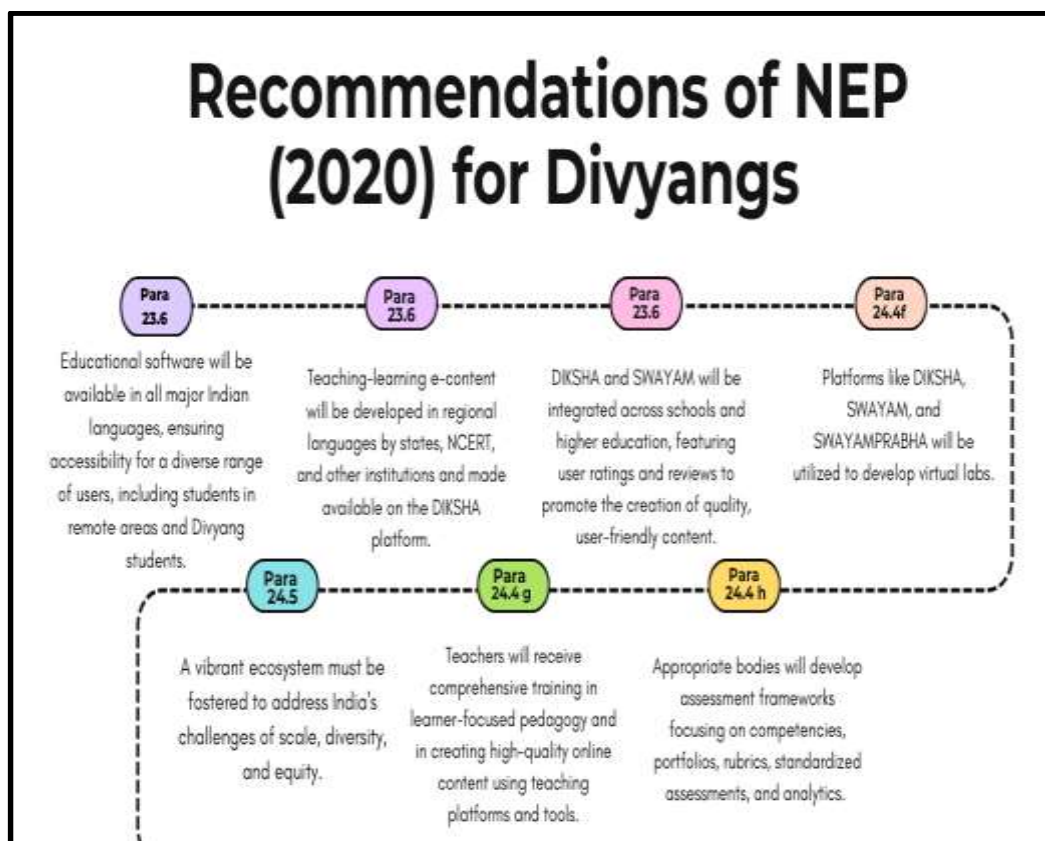 Recommendations of NEP
(2020) for Divyangs
Para
23.6
Educational software will be
available in all major Indian
languages, ensuring
accessibility for a diverse range
of users, including students in
remote areas and Divyang
students.
Para
23.6
Teaching-learning e-content
will be developed in regional
languages by states, NCERT,
and other institutions and made
available on the DIKSHA
platform.
Para
23.6
DIKSHA and SWAYAM will be
integrated across schools and
higher education, featuring
user ratings and reviews to
promote the creation of quality,
user-friendly content.
Para
24.4f
Platforms like DIKSHA,
SWAYAM, and
SWAYAMPRABHA will be
utilized to develop virtual labs.
Para
24.5
A vibrant ecosystem must be
fostered to address India's
challenges of scale, diversity,
and equity.
Para
24.4 g
Teachers will receive
comprehensive training in
learner-focused pedagogy and
in creating high-quality online
content using teaching
platforms and tools.
Para
24.4 h
Appropriate bodies will develop
assessment frameworks
focusing on competencies,
portfolios, rubrics, standardized
assessments, and analytics.